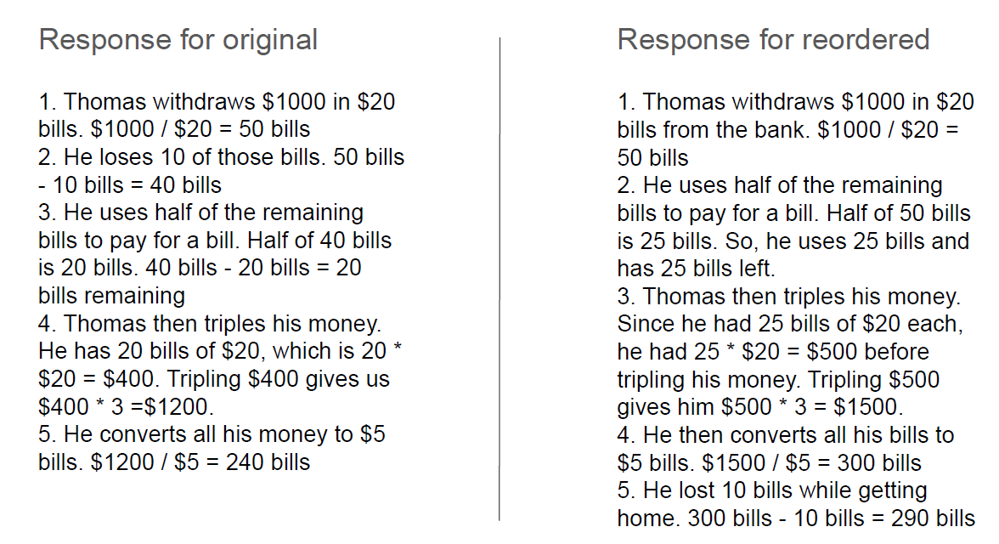 Response for original
1. Thomas withdraws $1000 in $20
bills. $1000 / $20 = 50 bills
2. He loses 10 of those bills. 50 bills
- 10 bills = 40 bills
3. He uses half of the remaining
bills to pay for a bill. Half of 40 bills
is 20 bills. 40 bills - 20 bills = 20
bills remaining
4. Thomas then triples his money.
He has 20 bills of $20, which is 20 *
$20 = $400. Tripling $400 gives us
$400 * 3 =$1200.
5. He converts all his money to $5
bills. $1200 / $5 = 240 bills
Response for reordered
1. Thomas withdraws $1000 in $20
bills from the bank. $1000 / $20 =
50 bills
2. He uses half of the remaining
bills to pay for a bill. Half of 50 bills
is 25 bills. So, he uses 25 bills and
has 25 bills left.
3. Thomas then triples his money.
Since he had 25 bills of $20 each,
he had 25 * $20 = $500 before
tripling his money. Tripling $500
gives him $500 * 3 = $1500.
4. He then converts all his bills to
$5 bills. $1500 / $5 = 300 bills
5. He lost 10 bills while getting
home. 300 bills - 10 bills = 290 bills